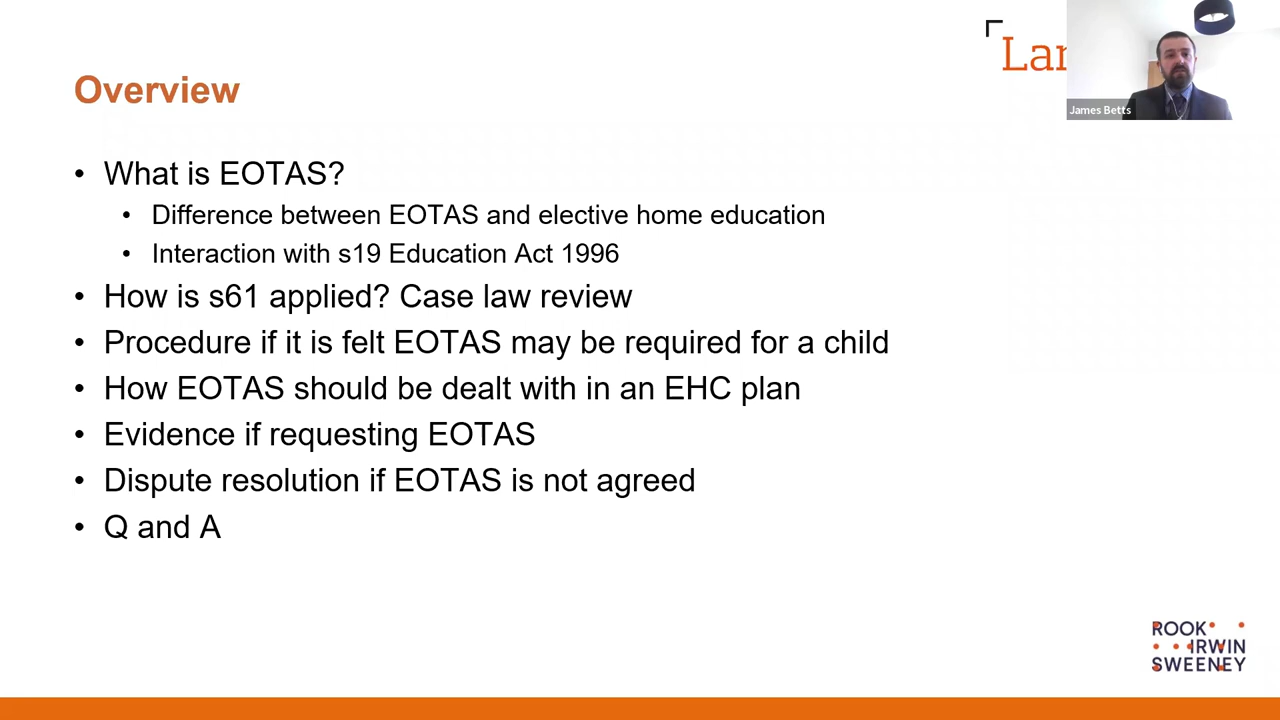 Lar
James Betts
Overview
• What is EOTAS?
• Difference between EOTAS and elective home education
• Interaction with s19 Education Act 1996
• How is s61 applied? Case law review
• Procedure if it is felt EOTAS may be required for a child
• How EOTAS should be dealt with in an EHC plan
• Evidence if requesting EOTAS
• Dispute resolution if EOTAS is not agreed
• Q and A
ROOK
IRWIN
SWEENEY